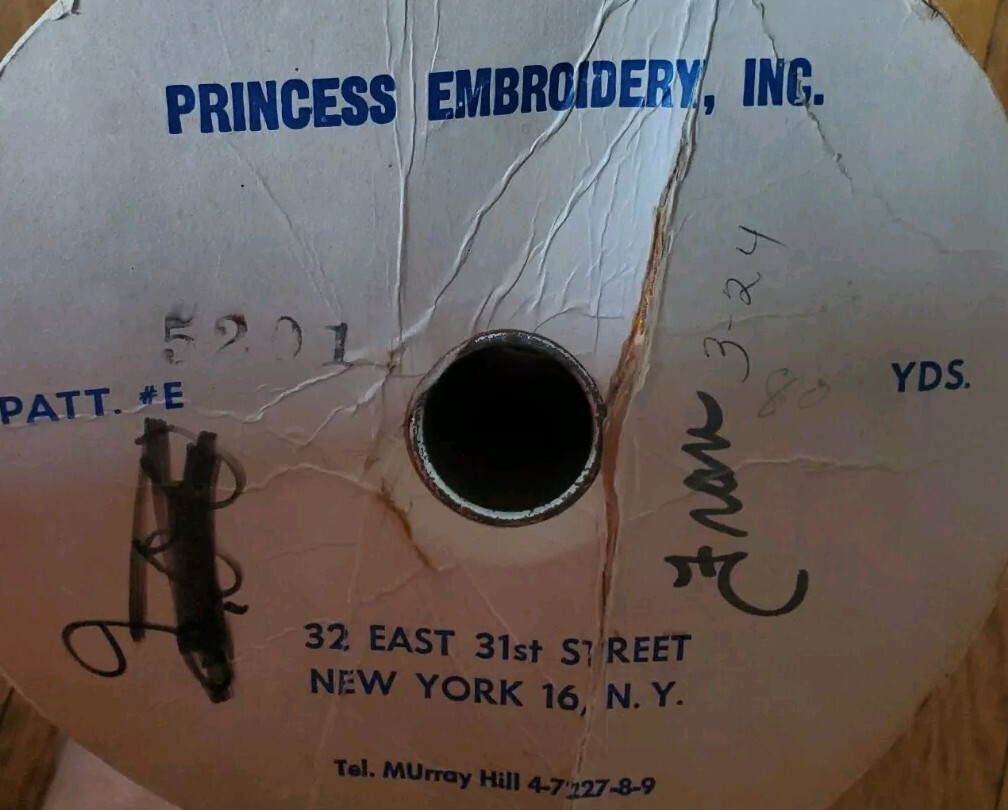 PRINCESS EMBROIDERY, INC.
5201
PATT. #E
YDS.
3-24
80
Fran
32 EAST 31st STREET
NEW YORK 16, N. Y.
Tel. MUrray Hill 4-7227-8-9